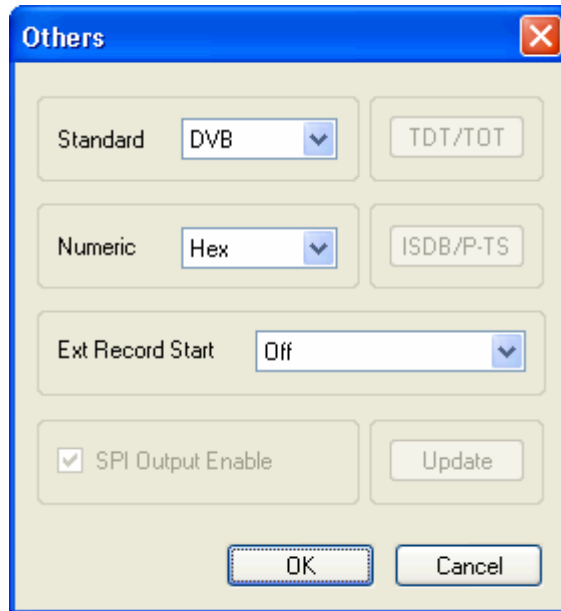 Others
Standard DVB TDT/TOT
Numeric Hex ISDB/P-TS
Ext Record Start Off
SPI Output Enable Update
OK Cancel